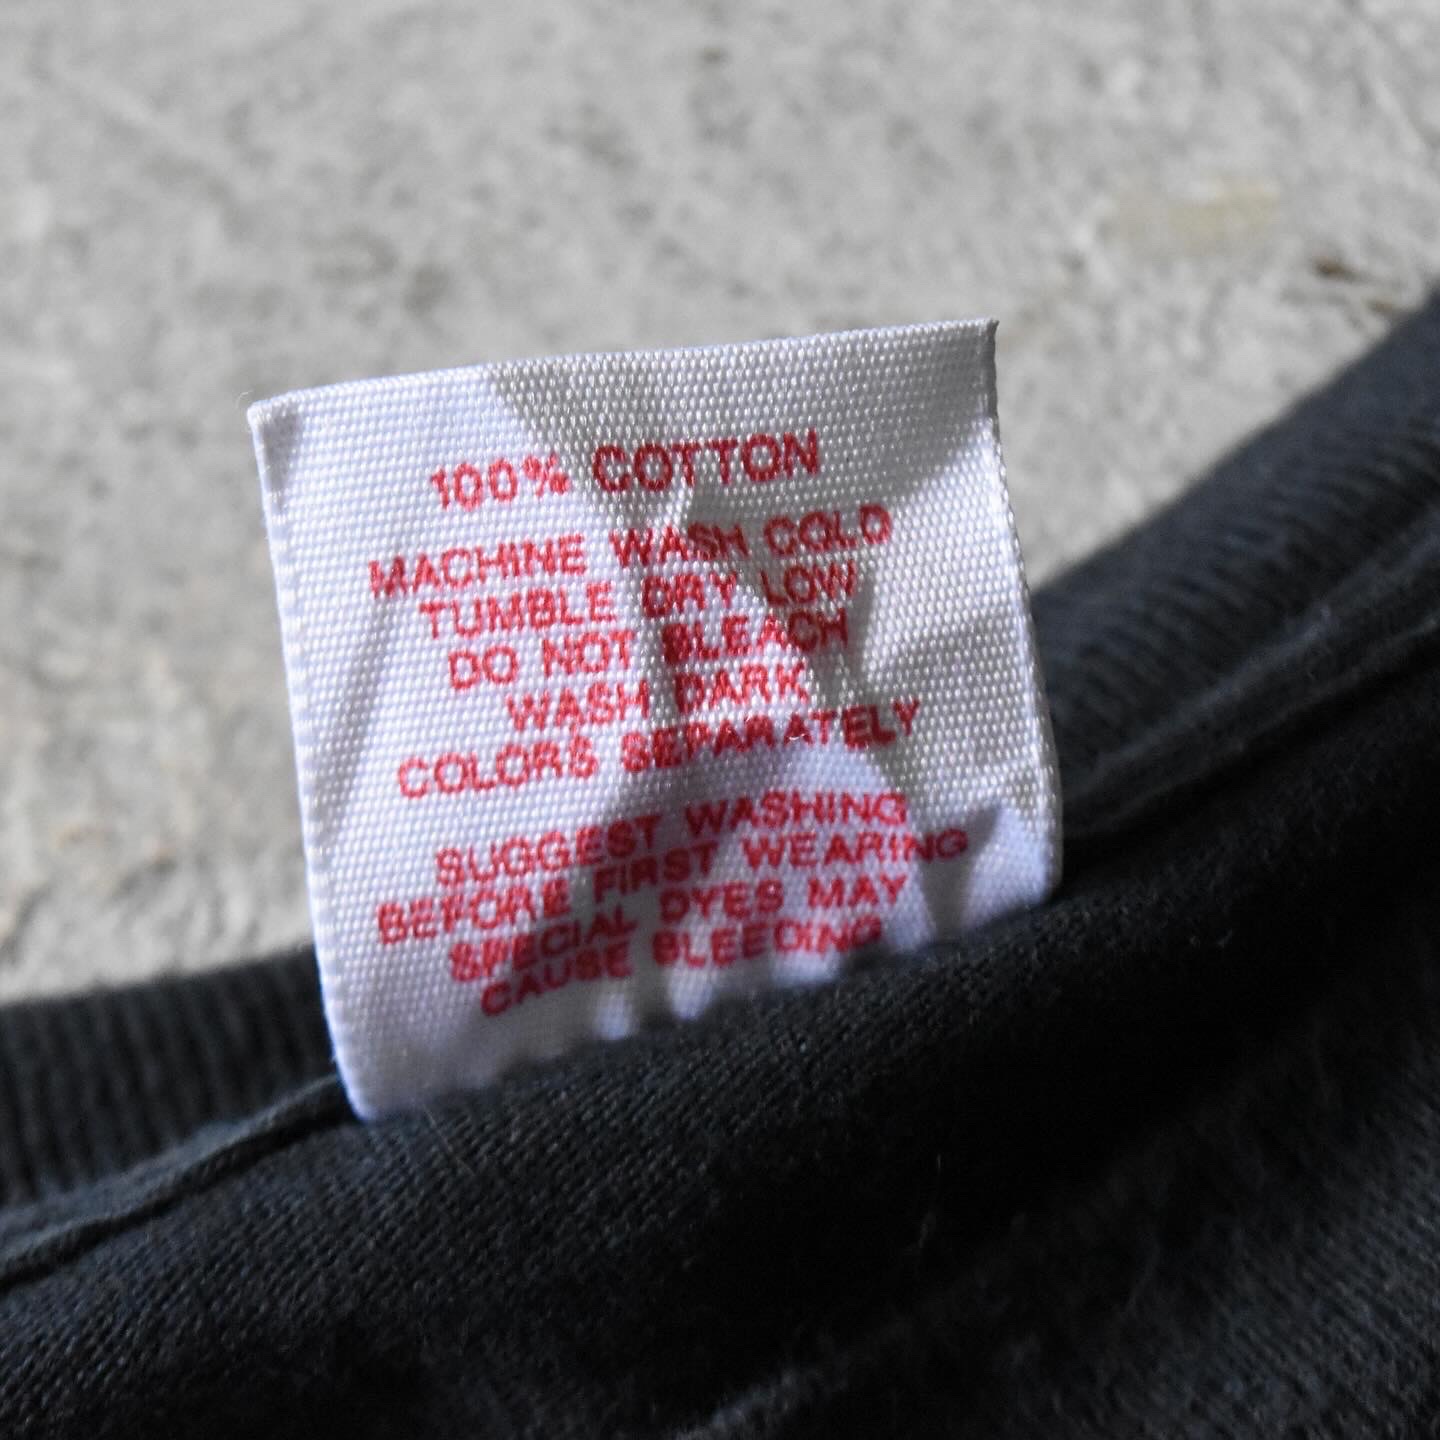 100% COTTON
MACHINE WASH COLD
TUMBLE DRY LOW
DO NOT BLEACH
WASH DARK
COLORS SEPARATELY
SUGGEST WASHING
BEFORE FIRST WEARING
SPECIAL DYES MAY
CAUSE BLEEDING